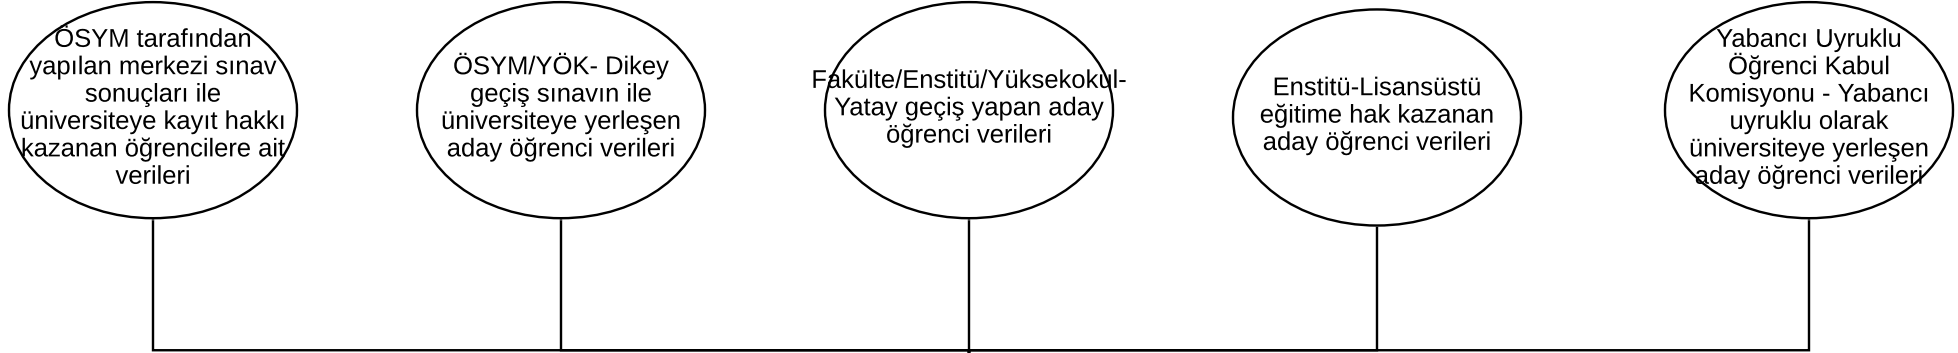 ÖSYM tarafından
yapılan merkezi sınav
sonuçları ile
üniversiteye kayıt hakkı
kazanan öğrencilere ait
verileri
ÖSYM/YÖK- Dikey
geçiş sınavın ile
üniversiteye yerleşen
aday öğrenci verileri
Fakülte/Enstitü/Yüksekokul-
Yatay geçiş yapan aday
öğrenci verileri
Enstitü-Lisansüstü
eğitime hak kazanan
aday öğrenci verileri
Yabancı Uyruklu
Öğrenci Kabul
Komisyonu - Yabancı
uyruklu olarak
üniversiteye yerleşen
aday öğrenci verileri